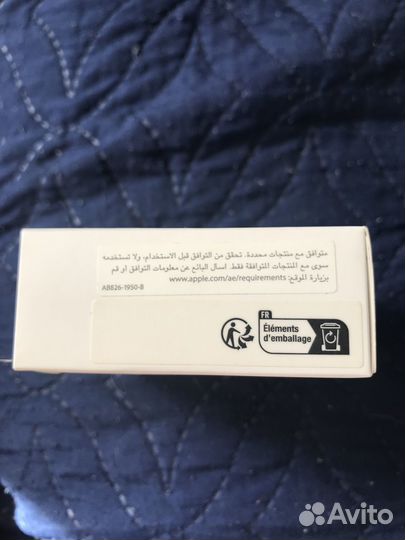 متوافق مع منتجات محددة. تحقق من التوافق قبل الاستخدام، ولا تستخدمه
سوى مع المنتجات المتوافقة فقط. اسأل البائع عن معلومات التوافق أو قم
بزيارة الموقع: www.apple.com/ae/requirements
AB826-1950-B
FR
Éléments
d'emballage
Avito